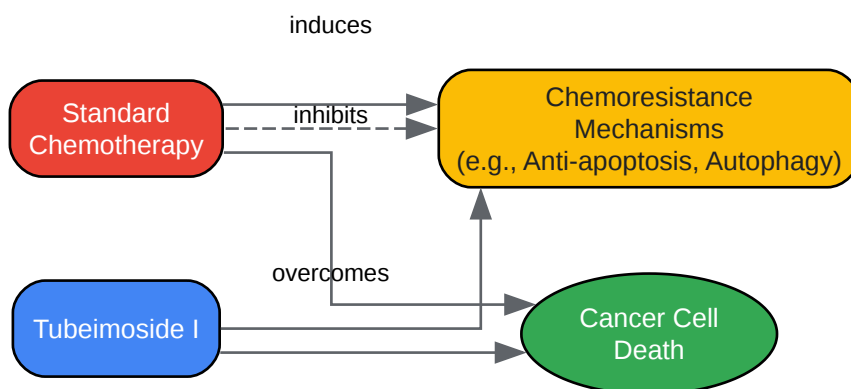 induces
Standard
Chemotherapy
inhibits
Chemoresistance
Mechanisms
(e.g., Anti-apoptosis, Autophagy)
overcomes
Tubeimoside I
Cancer Cell
Death